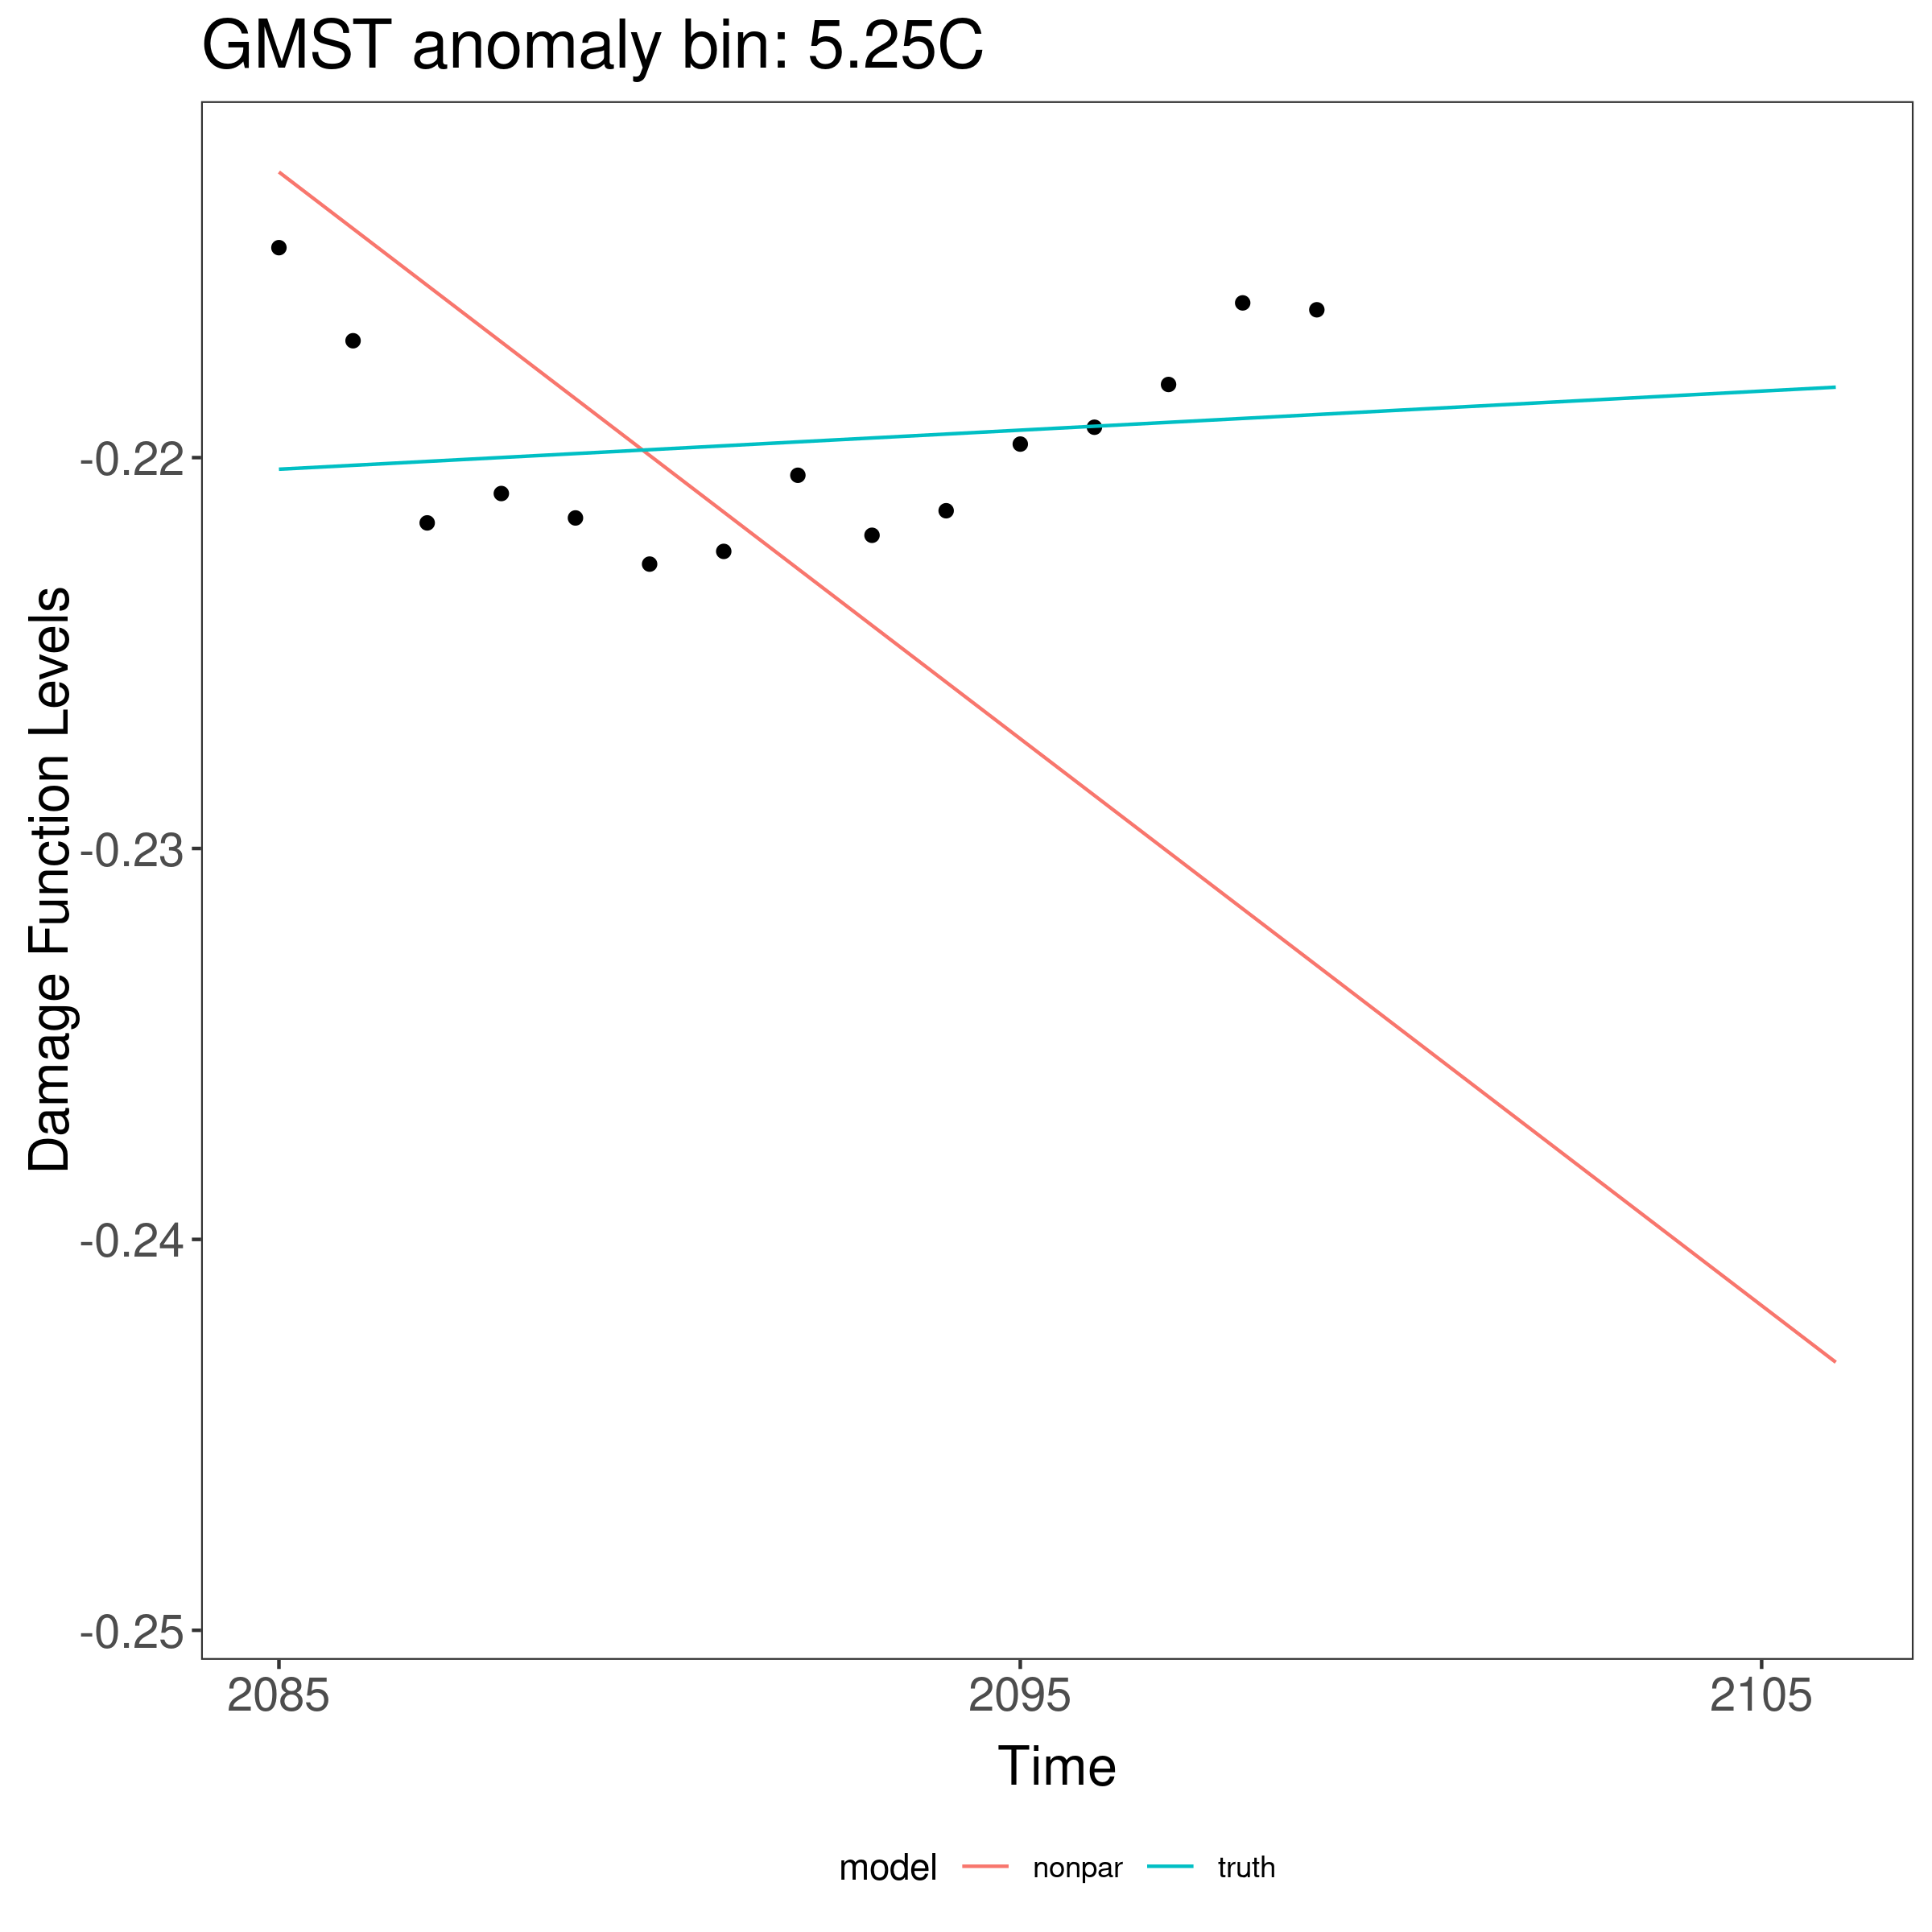 GMST anomaly bin: 5.25C
Damage Function Levels
-0.22
-0.23
-0.24
-0.25
2085 2095 2105
Time
model nonpar truth